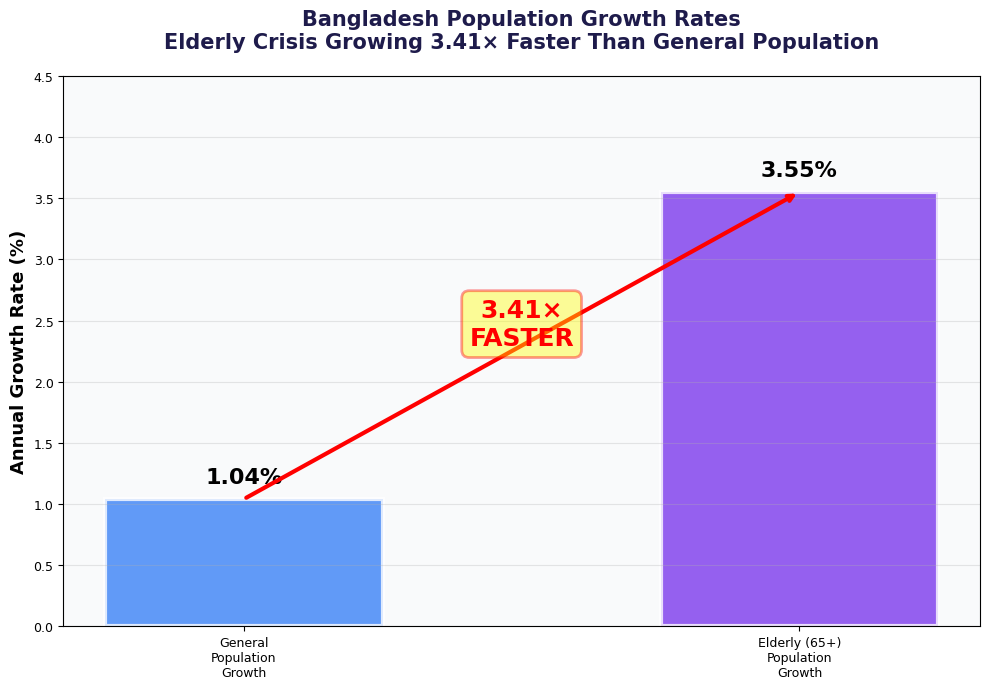 Bangladesh Population Growth Rates
Elderly Crisis Growing 3.41× Faster Than General Population
Annual Growth Rate (%)
4.5
4.0
3.5
3.0
2.5
2.0
1.5
1.0
0.5
0.0
3.55%
3.41×
FASTER
1.04%
General
Population
Growth
Elderly (65+)
Population
Growth